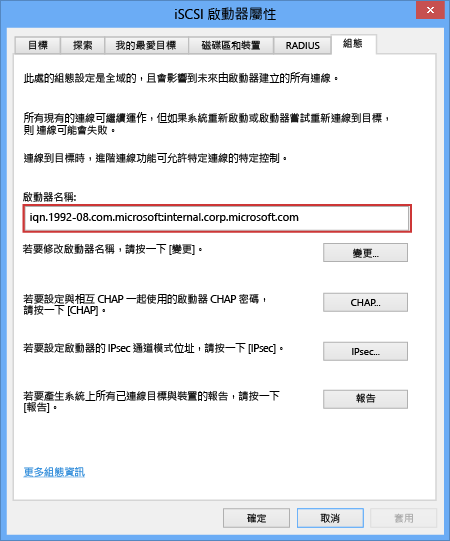 iSCSI 啟動器屬性
目標
探索
我的最愛目標
磁碟區和裝置
RADIUS
組態
此處的組態設定是全域的，且會影響到未來由啟動器建立的所有連線。
所有現有的連線可繼續運作，但如果系統重新啟動或啟動器嘗試重新連線到目標，
則 連線可能會失敗。
連線到目標時，進階連線功能可允許特定連線的特定控制。
啟動器名稱:
iqn.1992-08.com.microsoft:internal.corp.microsoft.com
若要修改啟動器名稱，請按一下 [變更]。
變更...
若要設定與相互 CHAP 一起使用的啟動器 CHAP 密碼，
請按一下 [CHAP]。
CHAP...
若要設定啟動器的 IPsec 通道模式位址，請按一下 [IPsec]。
IPsec...
若要產生系統上所有已連線目標與裝置的報告，請按一下
[報告]。
報告
更多組態資訊
確定
取消
套用